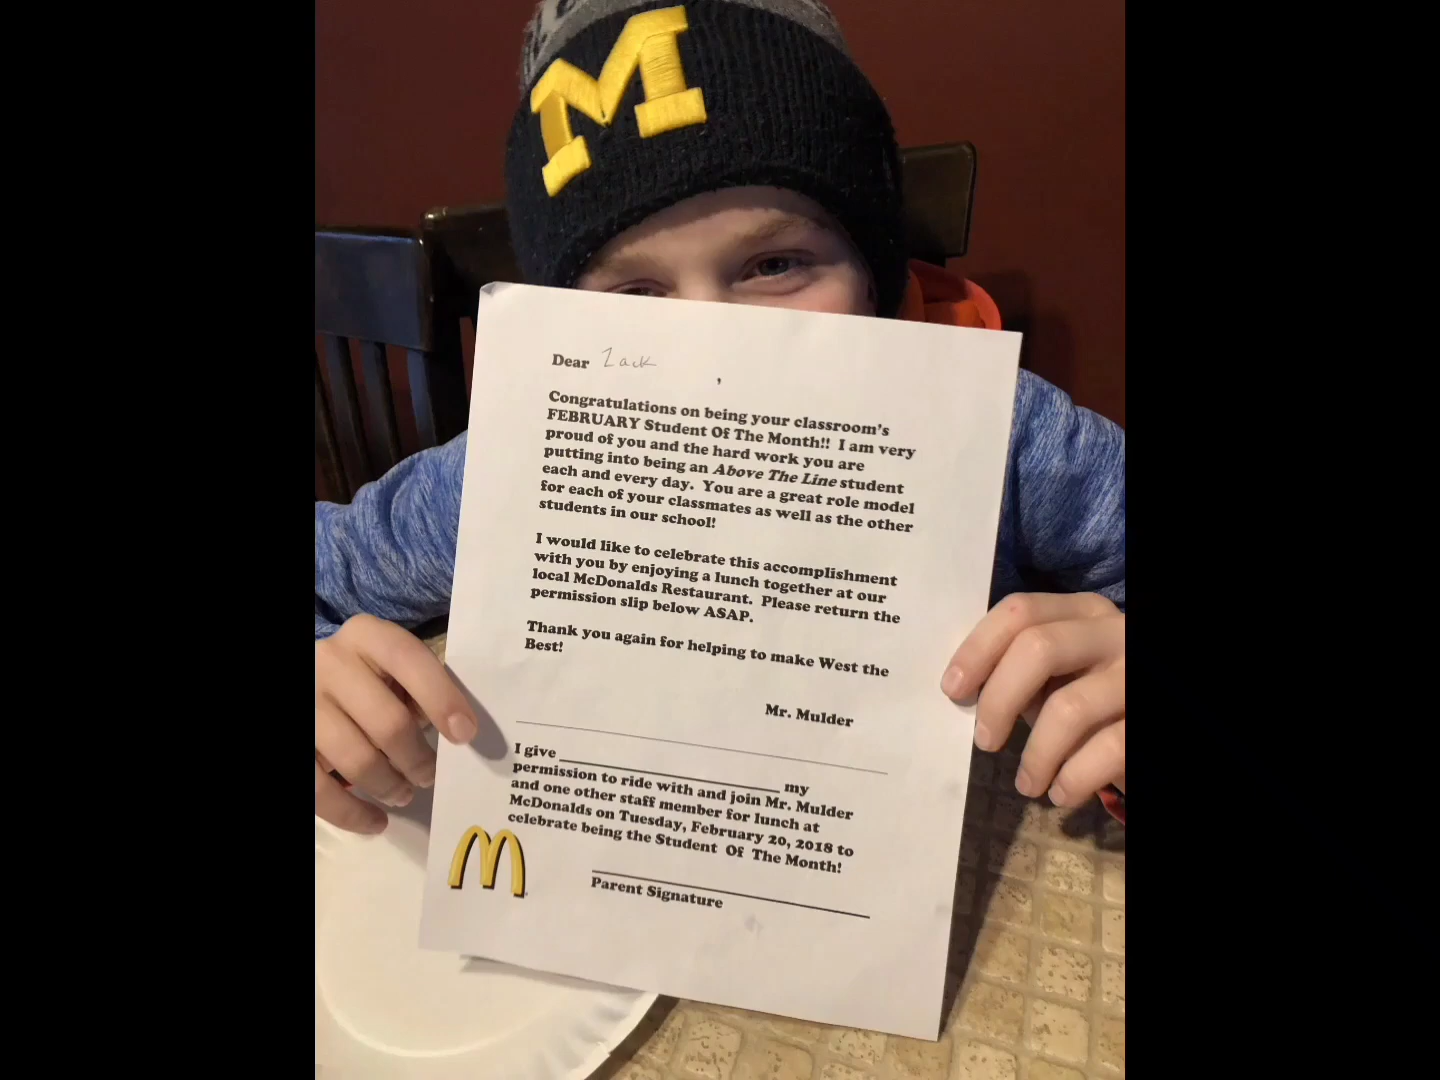 M
Dear Zack,
Congratulations on being your classroom's
FEBRUARY Student Of The Month!! I am very
proud of you and the hard work you are
putting into being an Above The Line student
each and every day. You are a great role model
for each of your classmates as well as the other
students in our school!
I would like to celebrate this accomplishment
with you by enjoying a lunch together at our
local McDonalds Restaurant. Please return the
permission slip below ASAP.
Thank you again for helping to make West the
Best!
Mr. Mulder
I give ______________________ my
permission to ride with and join Mr. Mulder
and one other staff member for lunch at
McDonalds on Tuesday, February 20, 2018 to
celebrate being the Student Of The Month!
Parent Signature